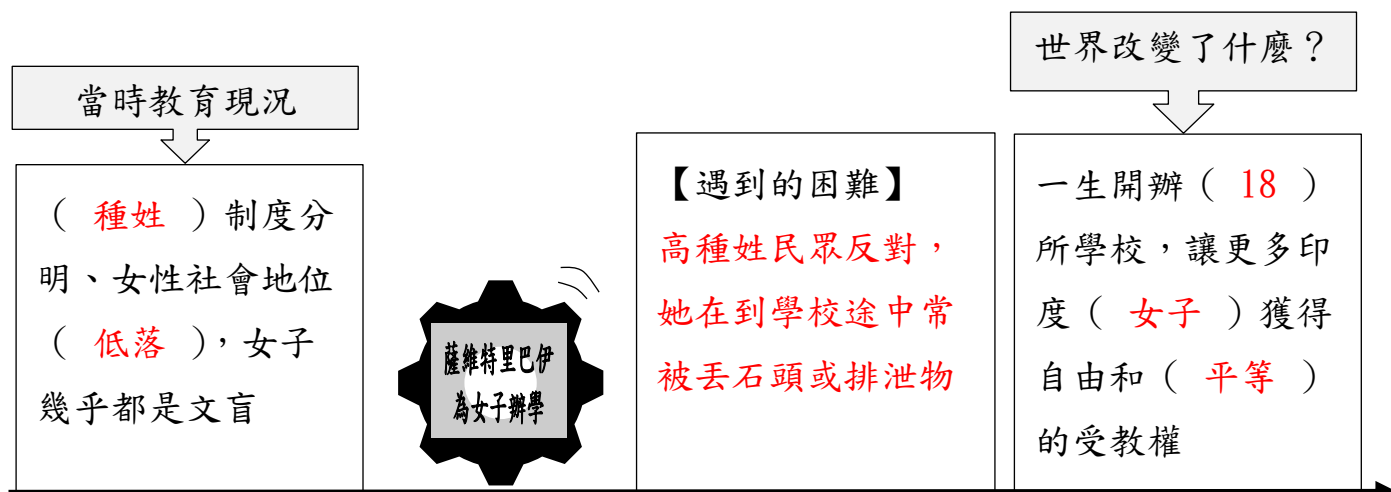 當時教育現況
（ 種姓 ）制度分
明、女性社會地位
（ 低落 ），女子
幾乎都是文盲
薩維特里巴伊
為女子辦學
【遇到的困難】
高種姓民眾反對，
她在到學校途中常
被丟石頭或排泄物
世界改變了什麼？
一生開辦（ 18 ）
所學校，讓更多印
度（ 女子 ）獲得
自由和（ 平等 ）
的受教權